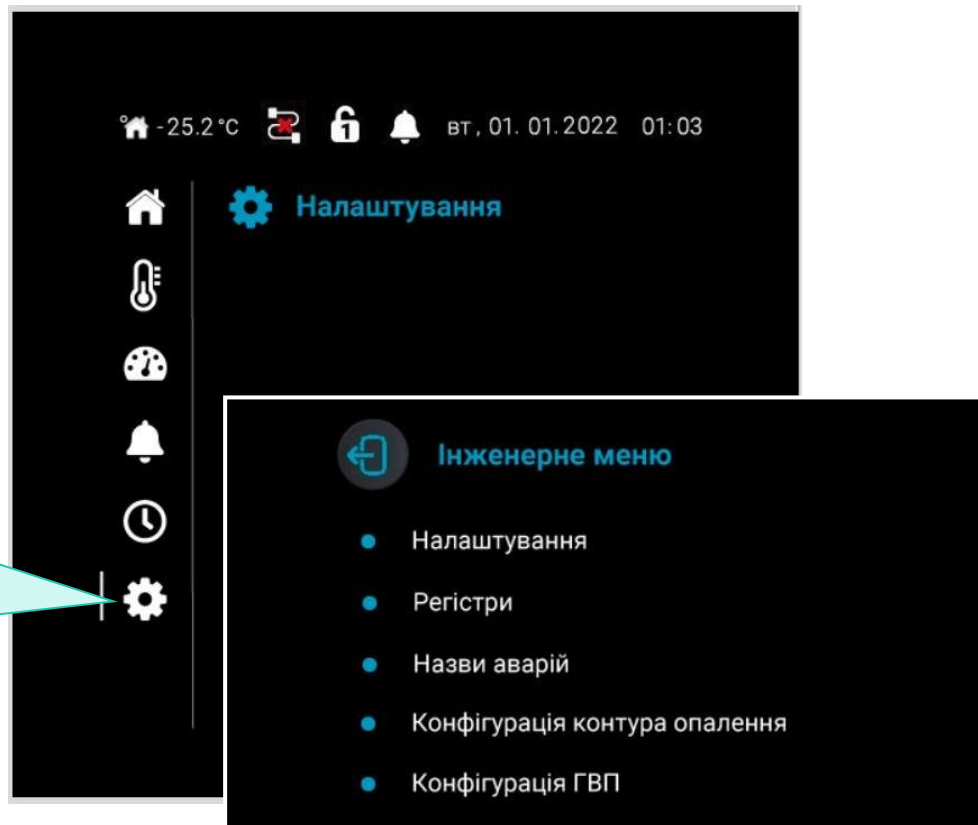 -25.2 °C 1 вт, 01. 01. 2022 01:03
Налаштування
Інженерне меню
Налаштування
Регістри
Назви аварій
Конфігурація контура опалення
Конфігурація ГВП